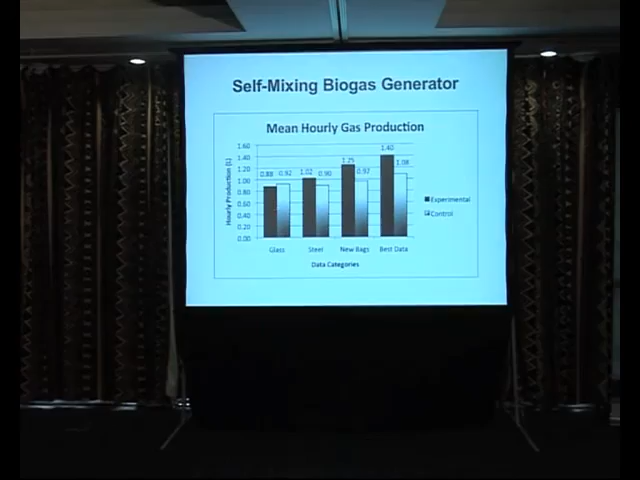 Self-Mixing Biogas Generator
Mean Hourly Gas Production
Hourly Production (L)
1.60
1.40
1.20
1.00
0.80
0.60
0.40
0.20
0.00
0.88 0.92 1.02 0.90 1.25 0.97 1.40 1.08
Glass Steel New Bags Best Data
Data Categories
Experimental
Control